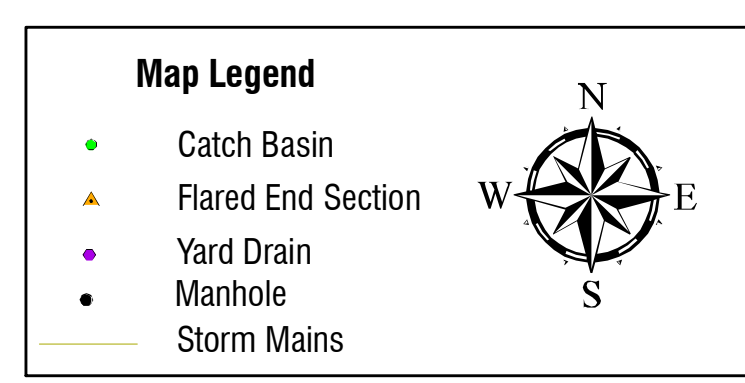 Map Legend
Catch Basin
Flared End Section
Yard Drain
Manhole
Storm Mains
N
W E
S